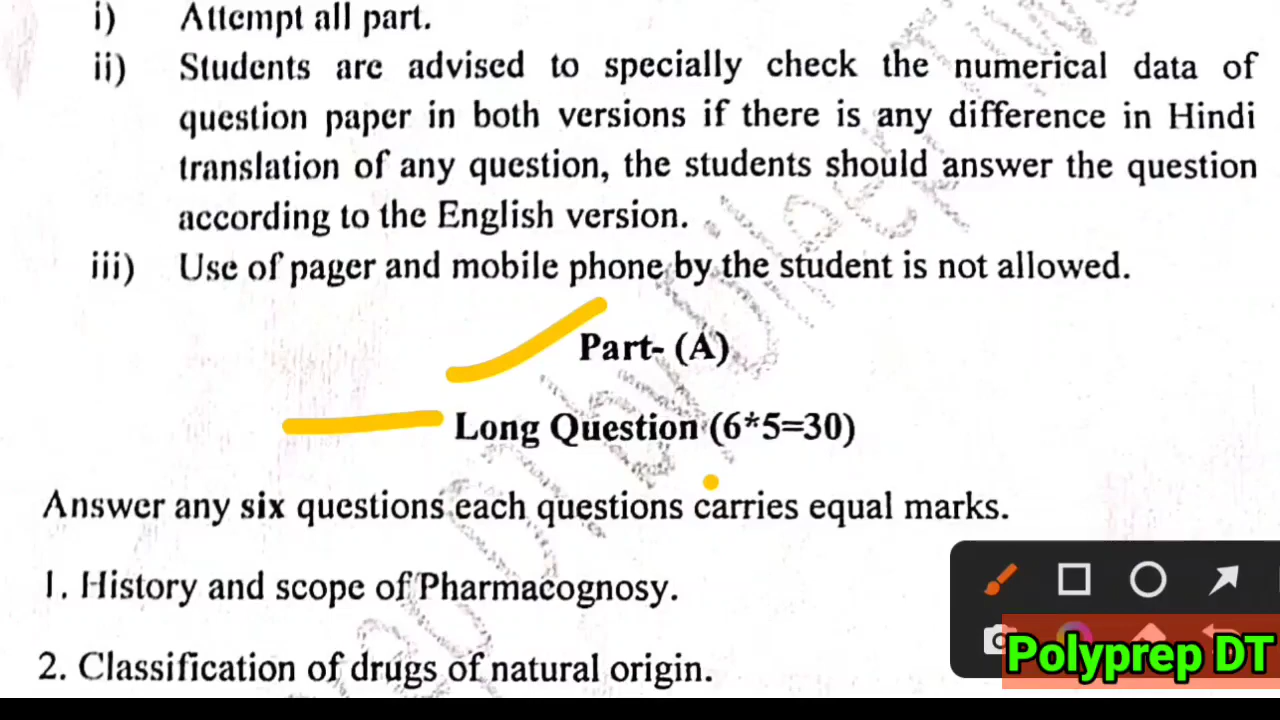 i) Attempt all part.
ii) Students are advised to specially check the numerical data of
question paper in both versions if there is any difference in Hindi
translation of any question, the students should answer the question
according to the English version.
iii) Use of pager and mobile phone by the student is not allowed.
Part- (A)
Long Question (6*5=30)
Answer any six questions each questions carries equal marks.
1. History and scope of Pharmacognosy.
2. Classification of drugs of natural origin.
Polyprep DT